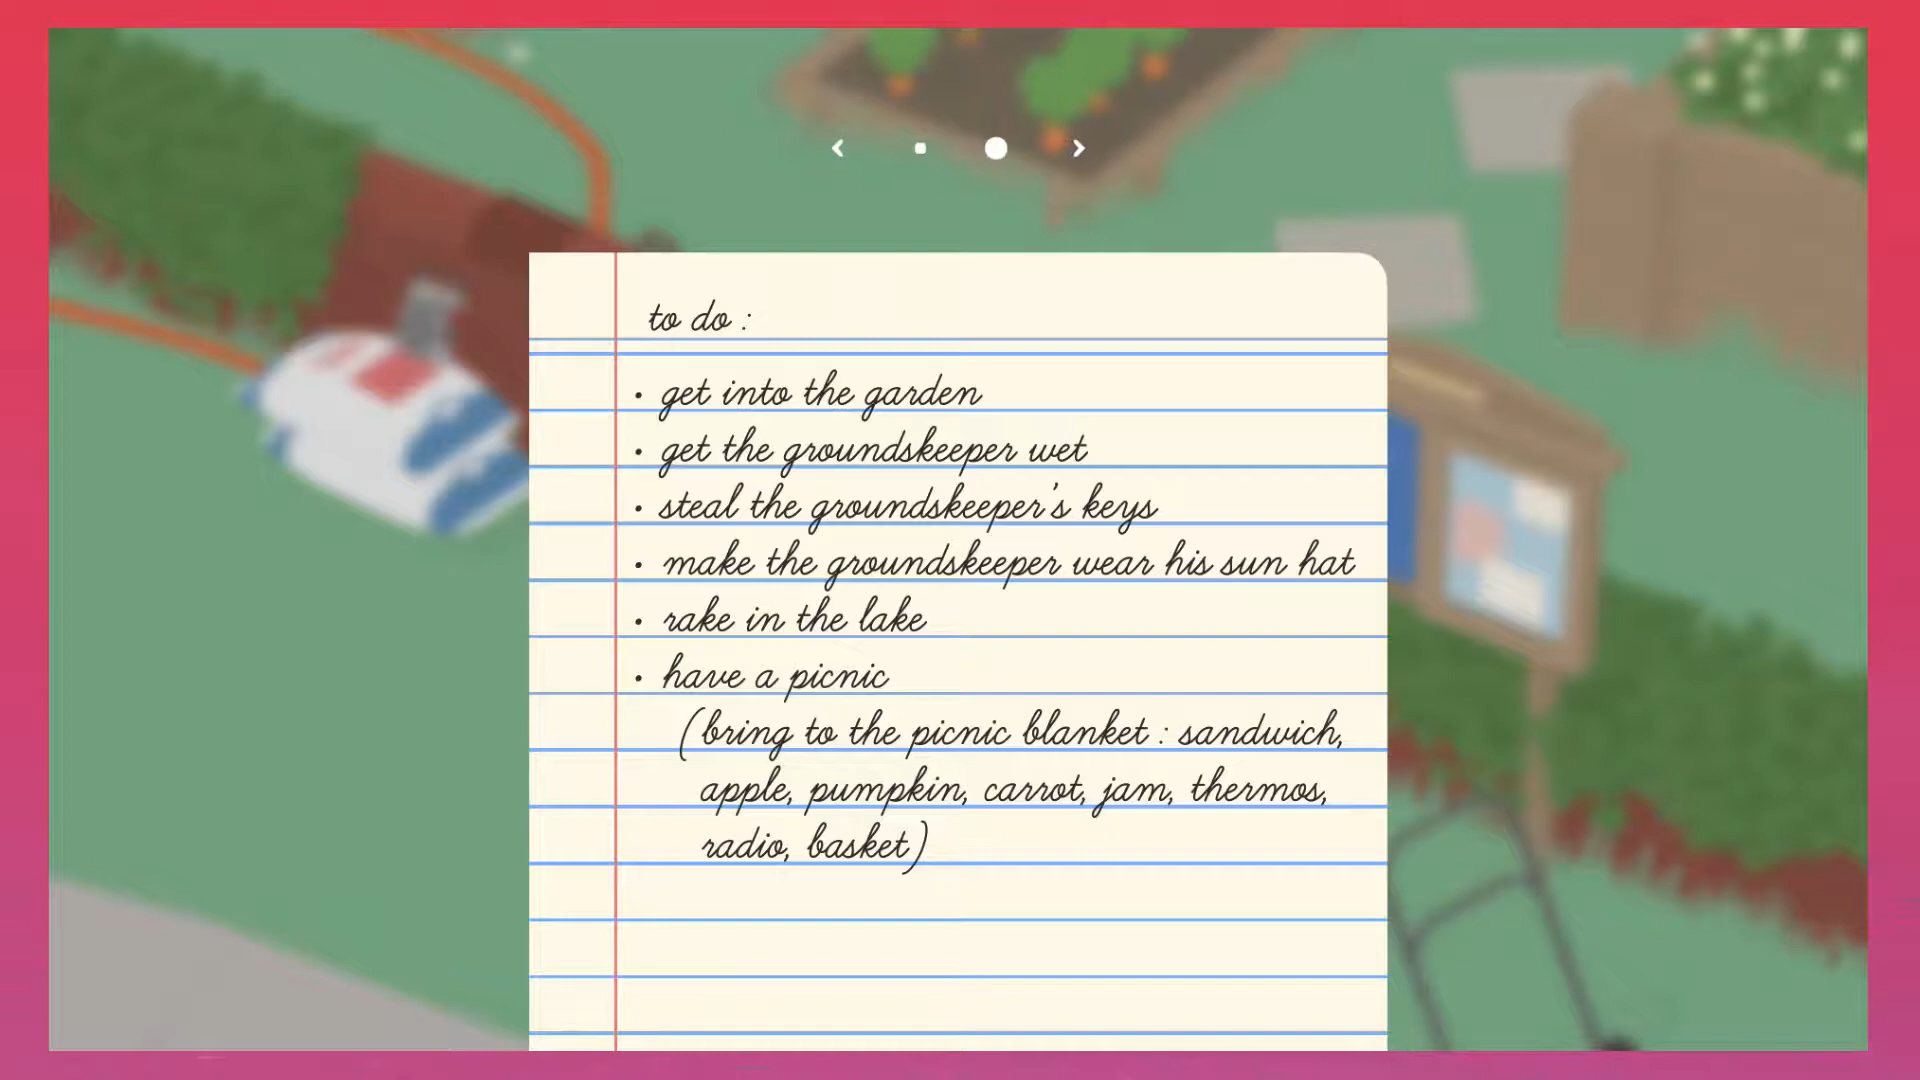 to do :
• get into the garden
• get the groundskeeper wet
• steal the groundskeeper's keys
• make the groundskeeper wear his sun hat
• rake in the lake
• have a picnic
(bring to the picnic blanket : sandwich,
apple, pumpkin, carrot, jam, thermos,
radio, basket)